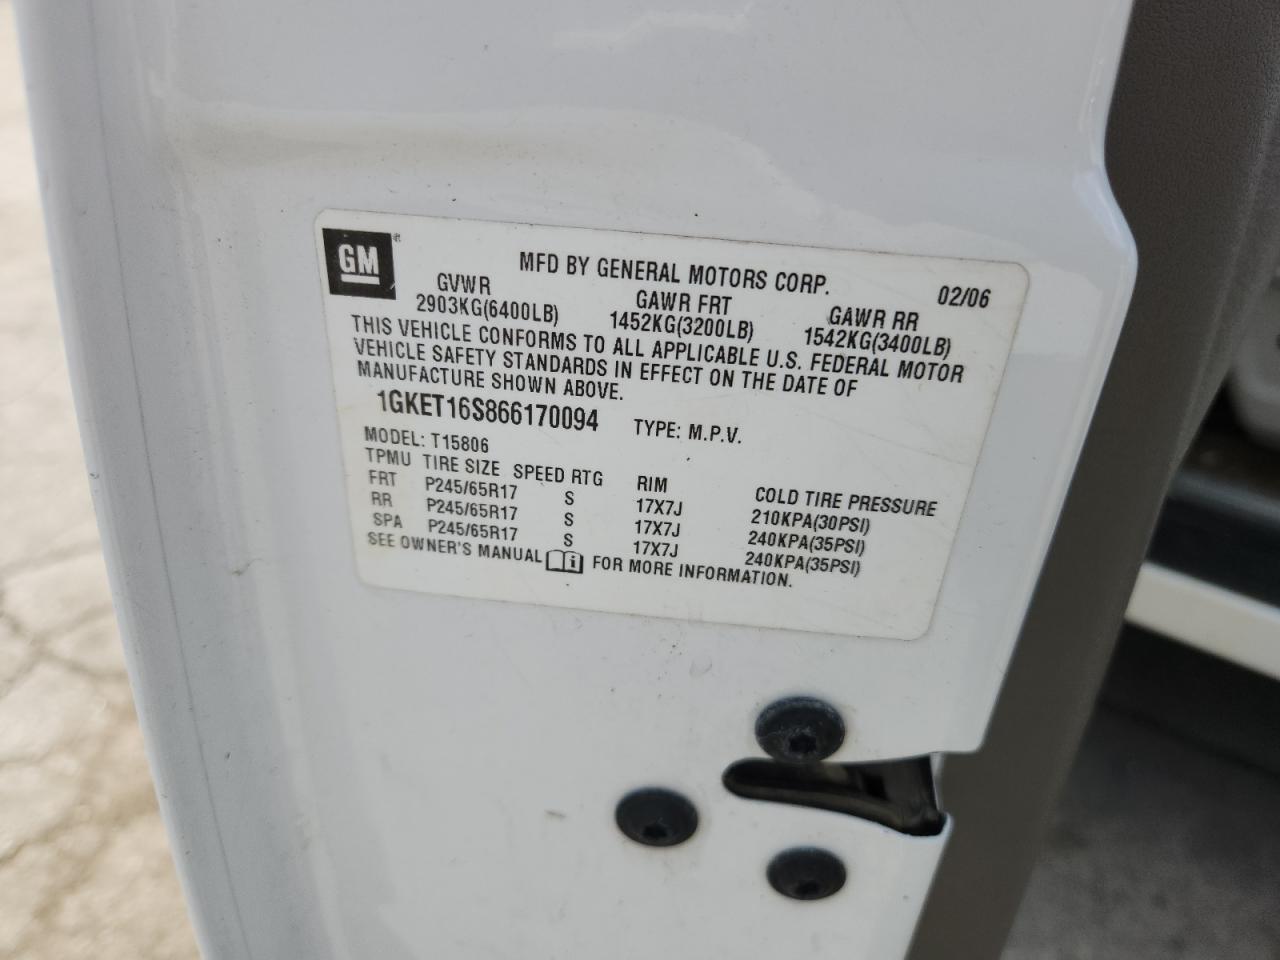 GM ®
MFD BY GENERAL MOTORS CORP. 02/06
GVWR GAWR FRT GAWR RR
2903KG(6400LB) 1452KG(3200LB) 1542KG(3400LB)
THIS VEHICLE CONFORMS TO ALL APPLICABLE U.S. FEDERAL MOTOR
VEHICLE SAFETY STANDARDS IN EFFECT ON THE DATE OF
MANUFACTURE SHOWN ABOVE.
1GKET16S866170094 TYPE: M.P.V.
MODEL: T15806
TPMU TIRE SIZE SPEED RTG RIM COLD TIRE PRESSURE
FRT P245/65R17 S 17X7J 210KPA(30PSI)
RR P245/65R17 S 17X7J 240KPA(35PSI)
SPA P245/65R17 S 17X7J 240KPA(35PSI)
SEE OWNER'S MANUAL i FOR MORE INFORMATION.